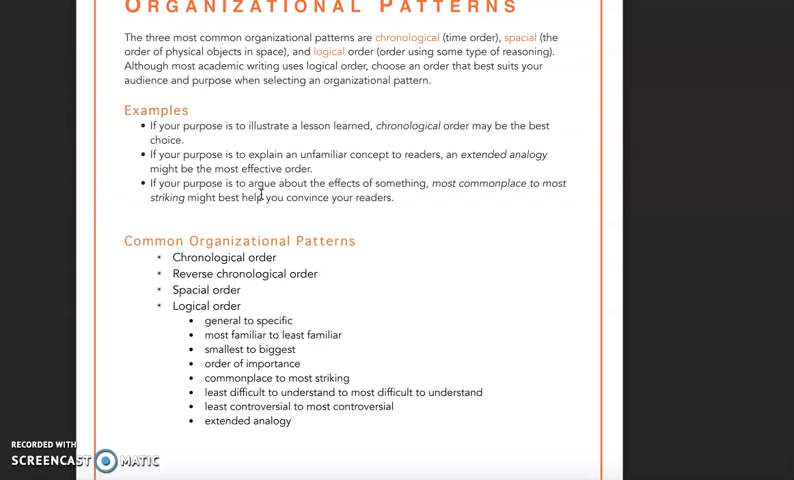 ORGANIZATIONAL PATTERNS
The three most common organizational patterns are chronological (time order), spacial (the
order of physical objects in space), and logical order (order using some type of reasoning).
Although most academic writing uses logical order, choose an order that best suits your
audience and purpose when selecting an organizational pattern.
Examples
• If your purpose is to illustrate a lesson learned, chronological order may be the best
choice.
• If your purpose is to explain an unfamiliar concept to readers, an extended analogy
might be the most effective order.
• If your purpose is to argue about the effects of something, most commonplace to most
striking might best help you convince your readers.
Common Organizational Patterns
* Chronological order
* Reverse chronological order
* Spacial order
* Logical order
• general to specific
• most familiar to least familiar
• smallest to biggest
• order of importance
• commonplace to most striking
• least difficult to understand to most difficult to understand
• least controversial to most controversial
• extended analogy
RECORDED WITH
SCREENCAST MATIC